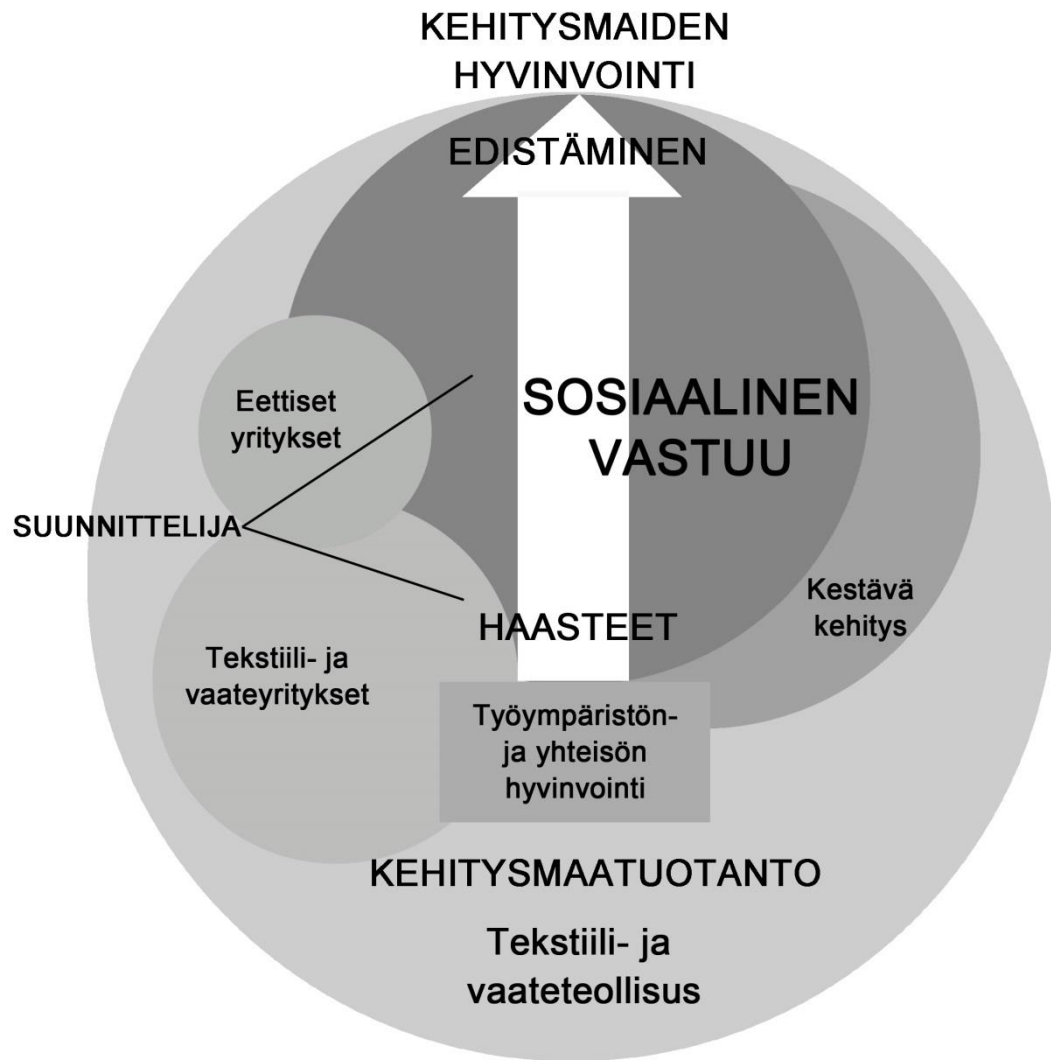 KEHITYSMAIDEN
HYVINVOINTI
EDISTÄMINEN
SOSIAALINEN
VASTUU
Eettiset
yritykset
SUUNNITTELIJA
Kestävä
kehitys
HAASTEET
Tekstiili- ja
vaateyritykset
Työympäristön-
ja yhteisön
hyvinvointi
KEHITYSMAATUOTANTO
Tekstiili- ja
vaateteollisus